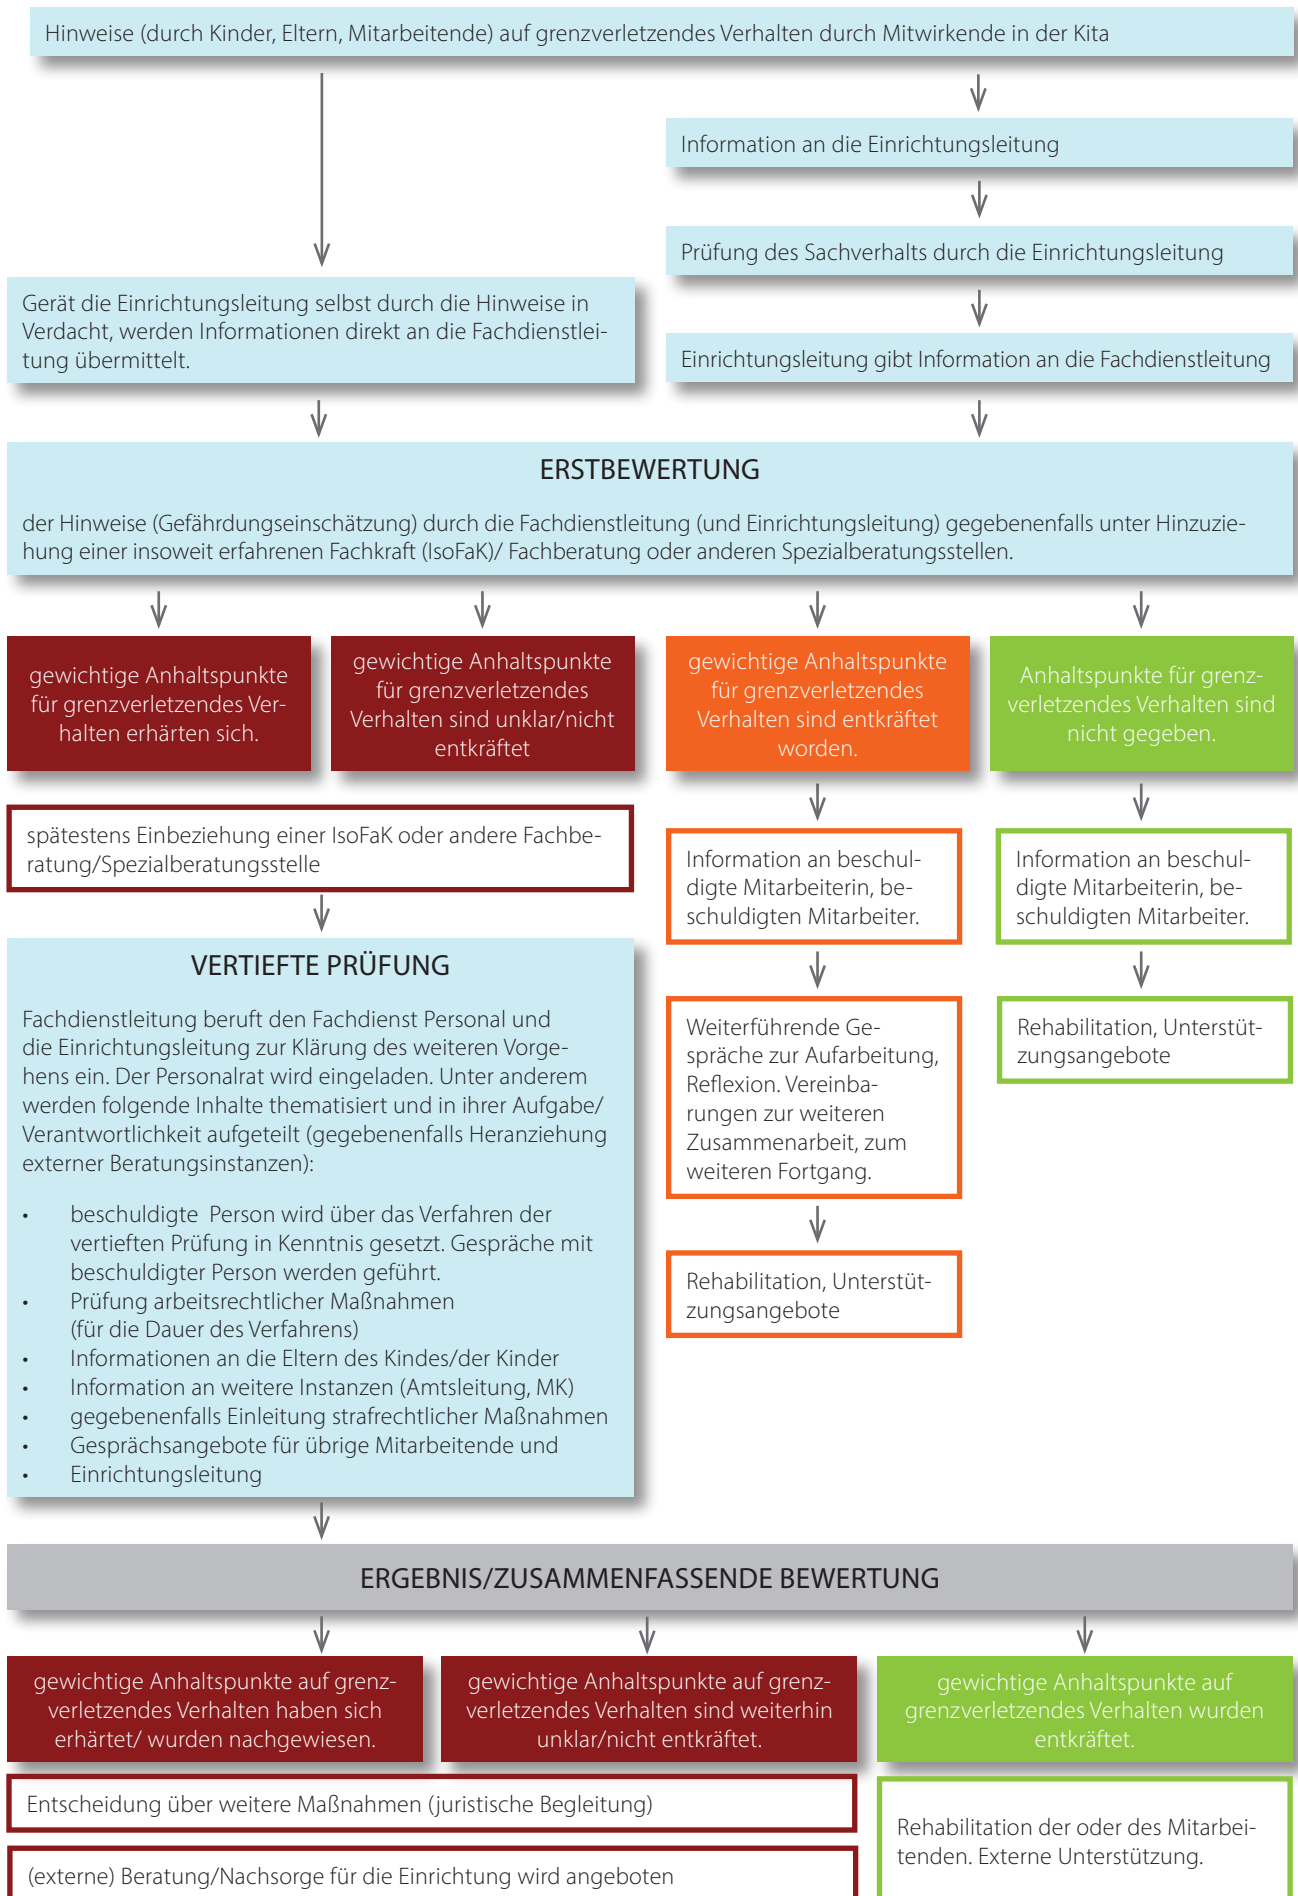 Hinweise (durch Kinder, Eltern, Mitarbeitende) auf grenzverletzendes Verhalten durch Mitwirkende in der Kita
Information an die Einrichtungsleitung
Prüfung des Sachverhalts durch die Einrichtungsleitung
Gerät die Einrichtungsleitung selbst durch die Hinweise in
Verdacht, werden Informationen direkt an die Fachdienstlei-
tung übermittelt.
Einrichtungsleitung gibt Information an die Fachdienstleitung
ERSTBEWERTUNG
der Hinweise (Gefährdungseinschätzung) durch die Fachdienstleitung (und Einrichtungsleitung) gegebenenfalls unter Hinzuzie-
hung einer insoweit erfahrenen Fachkraft (IsoFaK)/ Fachberatung oder anderen Spezialberatungsstellen.
gewichtige Anhaltspunkte
für grenzverletzendes Ver-
halten erhärten sich.
gewichtige Anhaltspunkte
für grenzverletzendes
Verhalten sind unklar/nicht
entkräftet
gewichtige Anhaltspunkte
für grenzverletzendes
Verhalten sind entkräftet
worden.
Anhaltspunkte für grenz-
verletzendes Verhalten sind
nicht gegeben.
spätestens Einbeziehung einer IsoFaK oder andere Fachbe-
ratung/Spezialberatungsstelle
Information an beschul-
digte Mitarbeiterin, be-
schuldigten Mitarbeiter.
Information an beschul-
digte Mitarbeiterin, be-
schuldigten Mitarbeiter.
VERTIEFTE PRÜFUNG
Fachdienstleitung beruft den Fachdienst Personal und
die Einrichtungsleitung zur Klärung des weiteren Vorge-
hens ein. Der Personalrat wird eingeladen. Unter anderem
werden folgende Inhalte thematisiert und in ihrer Aufgabe/
Verantwortlichkeit aufgeteilt (gegebenenfalls Heranziehung
externer Beratungsinstanzen):
• beschuldigte Person wird über das Verfahren der
vertieften Prüfung in Kenntnis gesetzt. Gespräche mit
beschuldigter Person werden geführt.
• Prüfung arbeitsrechtlicher Maßnahmen
(für die Dauer des Verfahrens)
• Informationen an die Eltern des Kindes/der Kinder
• Information an weitere Instanzen (Amtsleitung, MK)
• gegebenenfalls Einleitung strafrechtlicher Maßnahmen
• Gesprächsangebote für übrige Mitarbeitende und
• Einrichtungsleitung
Weiterführende Ge-
spräche zur Aufarbeitung,
Reflexion. Vereinba-
rungen zur weiteren
Zusammenarbeit, zum
weiteren Fortgang.
Rehabilitation, Unterstüt-
zungsangebote
Rehabilitation, Unterstüt-
zungsangebote
ERGEBNIS/ZUSAMMENFASSENDE BEWERTUNG
gewichtige Anhaltspunkte auf grenz-
verletzendes Verhalten haben sich
erhärtet/ wurden nachgewiesen.
gewichtige Anhaltspunkte auf grenz-
verletzendes Verhalten sind weiterhin
unklar/nicht entkräftet.
gewichtige Anhaltspunkte auf
grenzverletzendes Verhalten wurden
entkräftet.
Entscheidung über weitere Maßnahmen (juristische Begleitung)
(externe) Beratung/Nachsorge für die Einrichtung wird angeboten
Rehabilitation der oder des Mitarbei-
tenden. Externe Unterstützung.